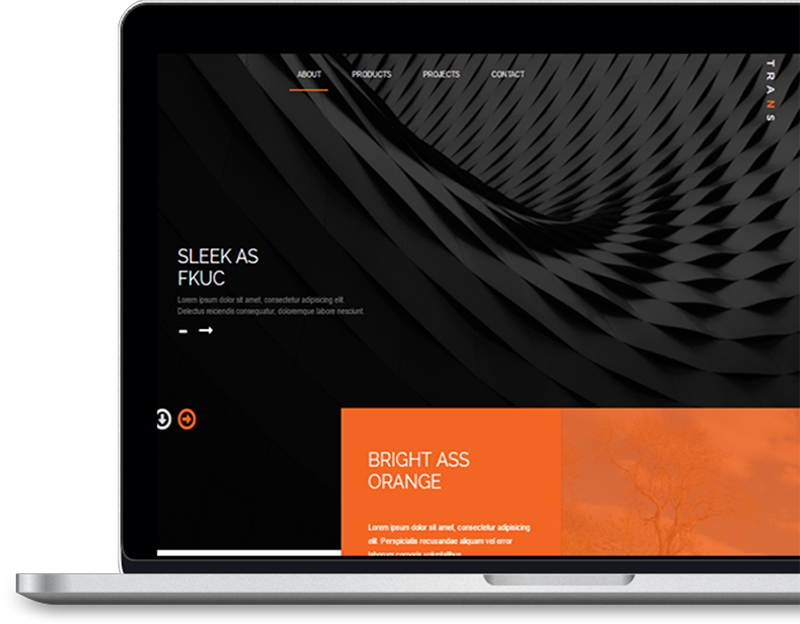 ABOUT PRODUCTS PROJECTS CONTACT
TRANS
SLEEK AS
FKUC
Lorem ipsum dolor sit amet, consectetur adipisicing elit.
Delectus reiciendis consequatur, doloremque labore nesciunt.
BRIGHT ASS
ORANGE
Lorem ipsum dolor sit amet, consectetur adipisicing
elit. Perspiciatis recusandae aliquam vel error
laborum corporis voluptatibus